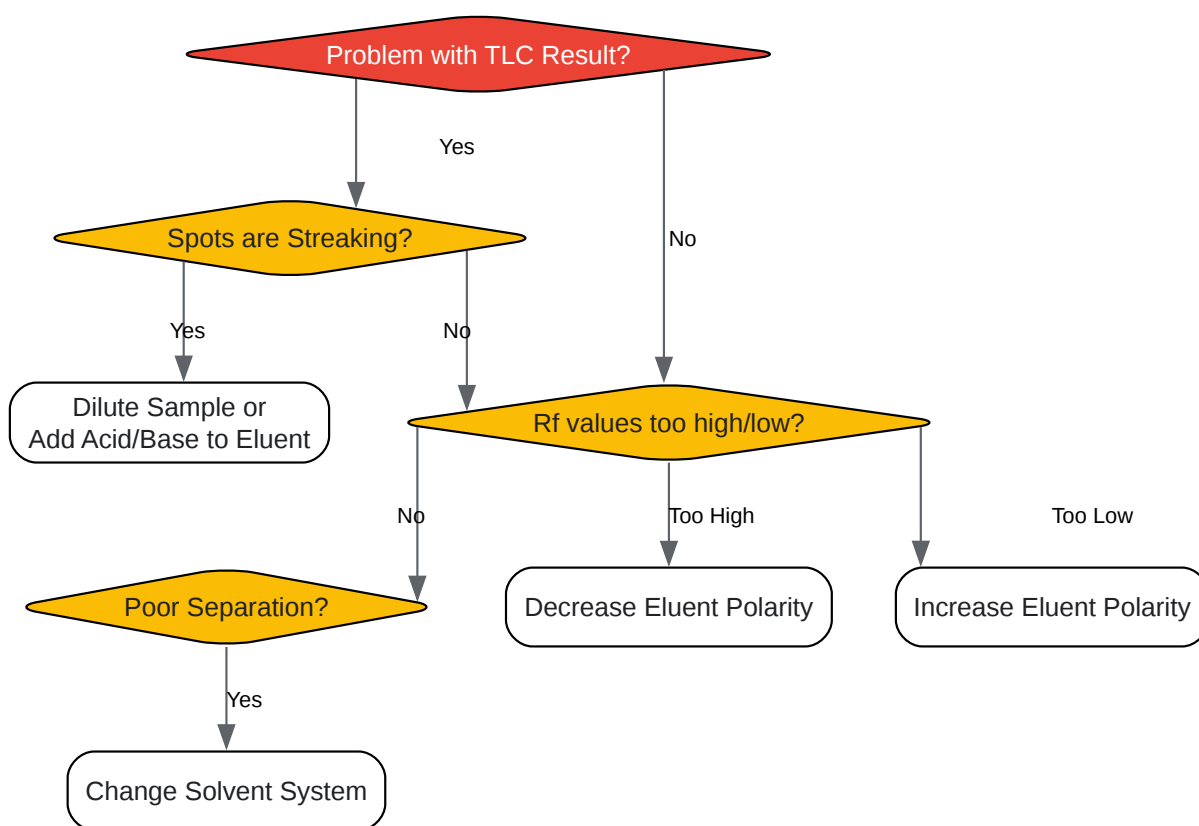 Problem with TLC Result?
Yes
Spots are Streaking?
No
Yes
No
Dilute Sample or
Add Acid/Base to Eluent
Rf values too high/low?
No
Too High
Too Low
Poor Separation?
Decrease Eluent Polarity
Increase Eluent Polarity
Yes
Change Solvent System